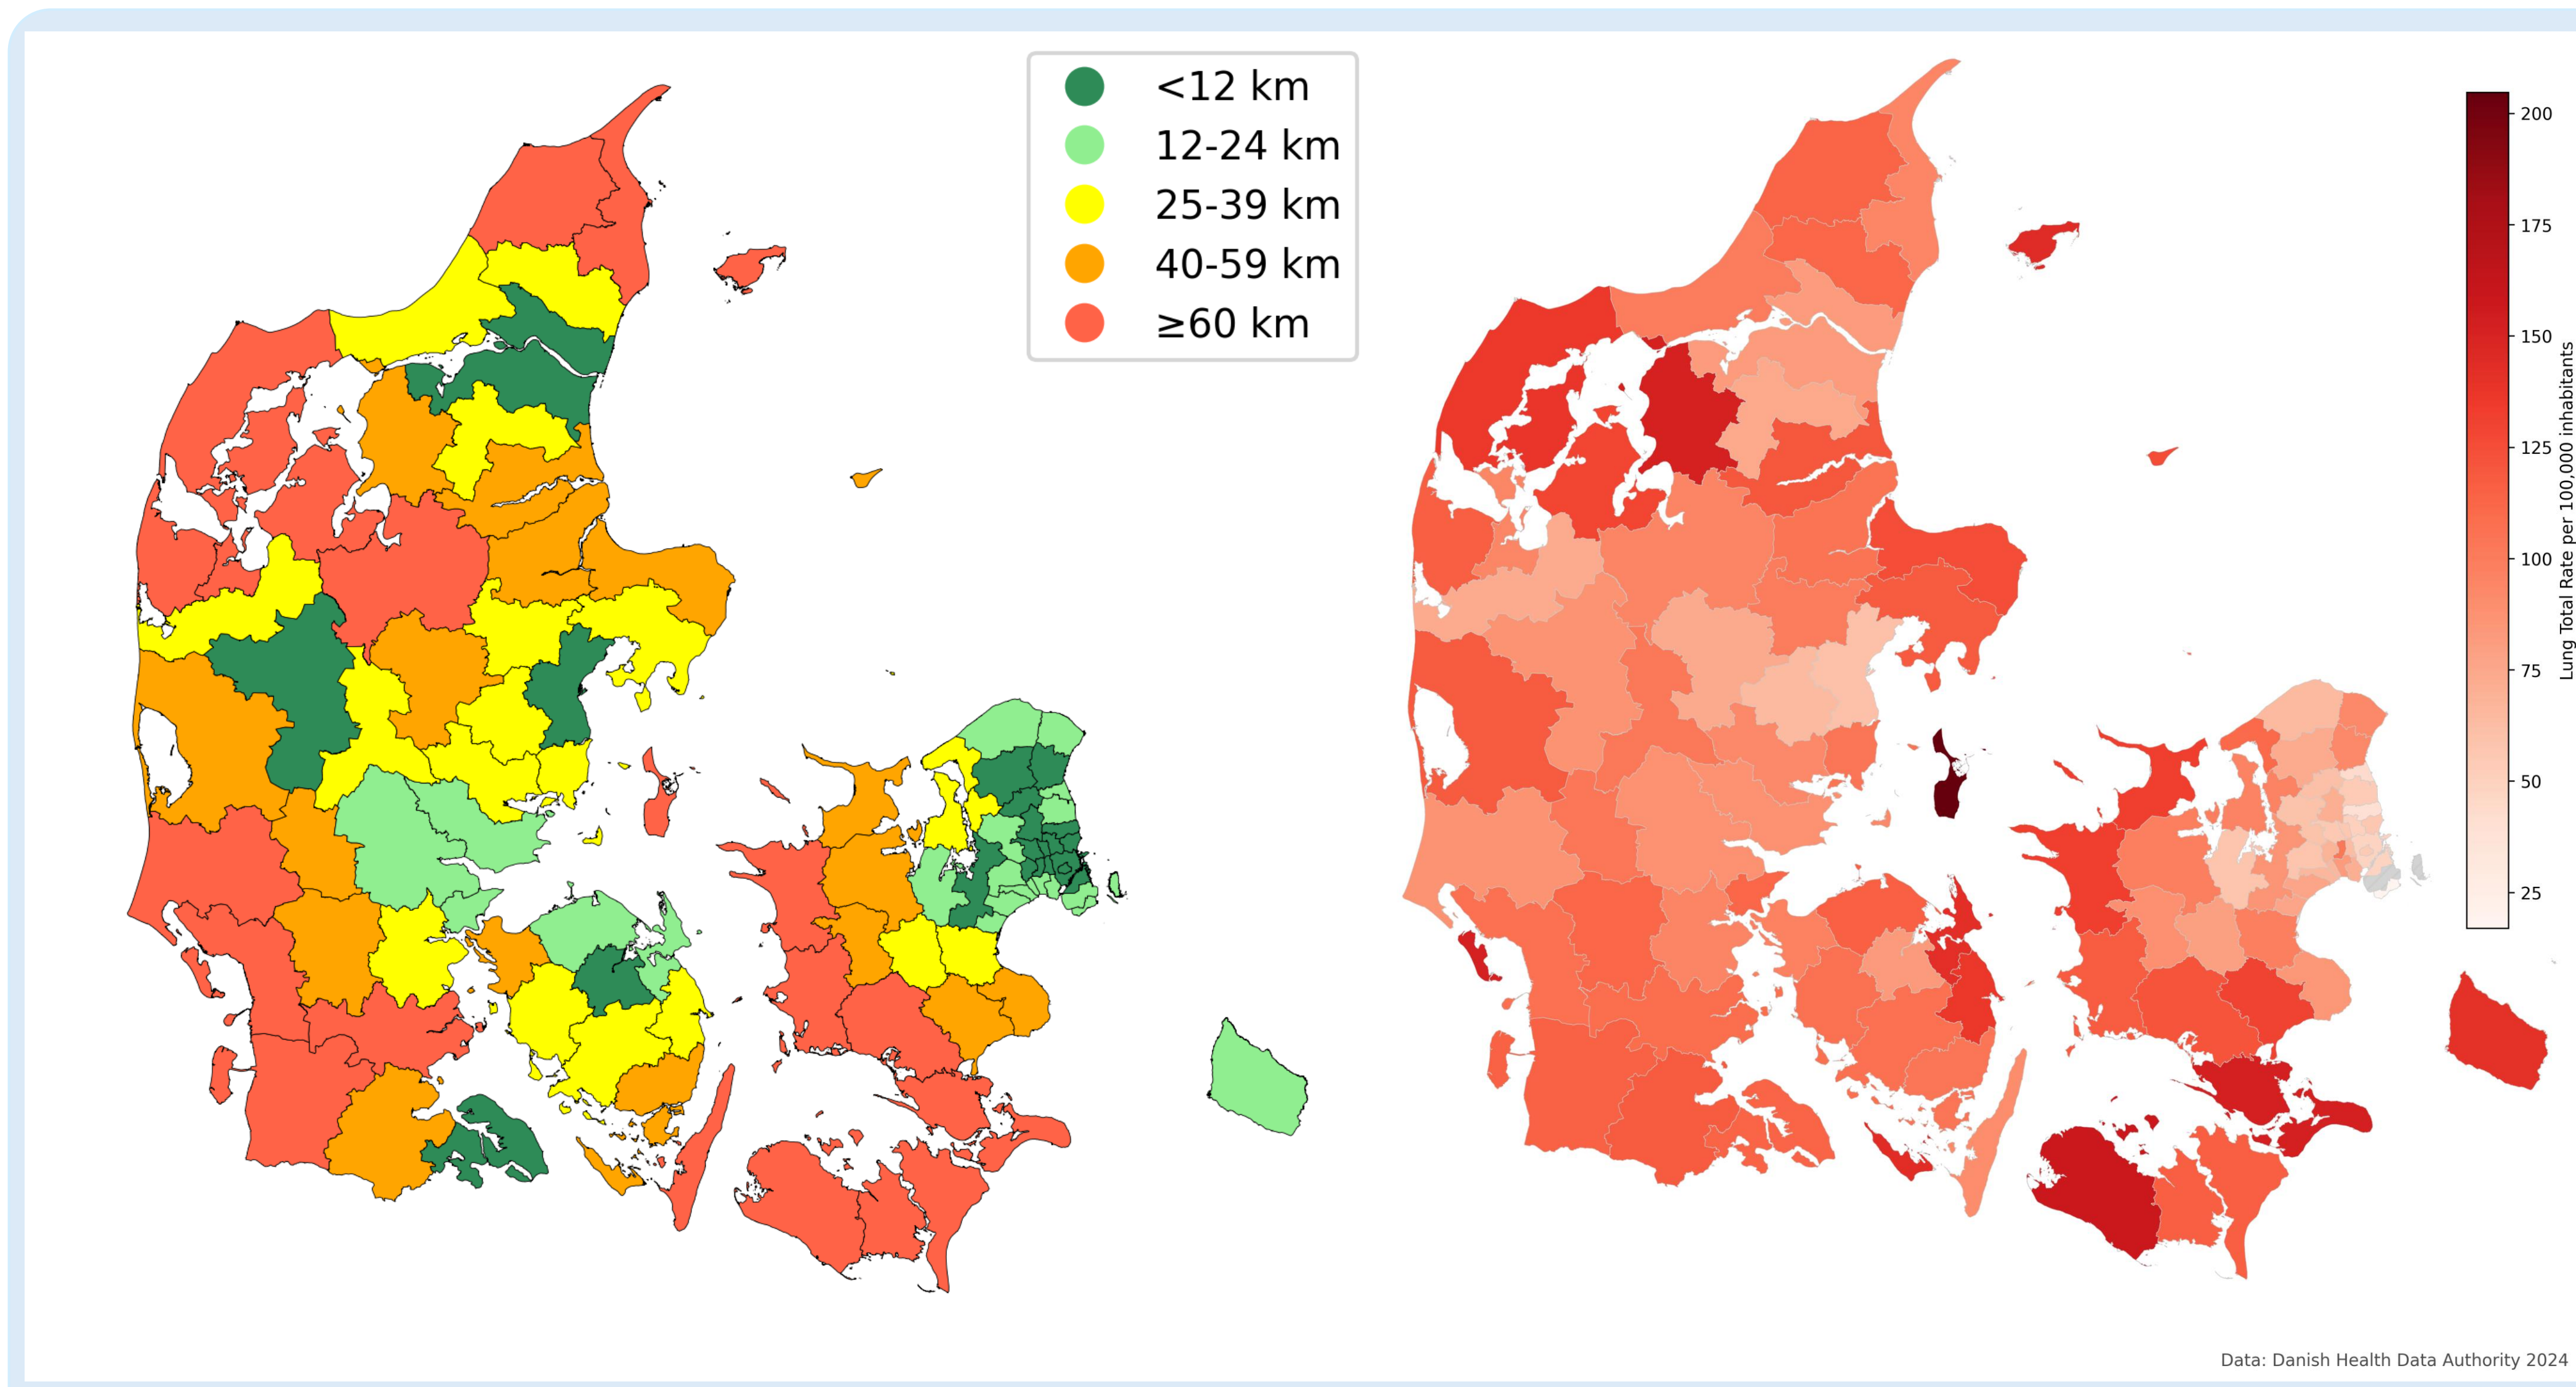 <12 km
12-24 km
25-39 km
40-59 km
≥60 km
200
175
150
125
100
75
50
25
Lung Total Rate per 100,000 inhabitants
Data: Danish Health Data Authority 2024